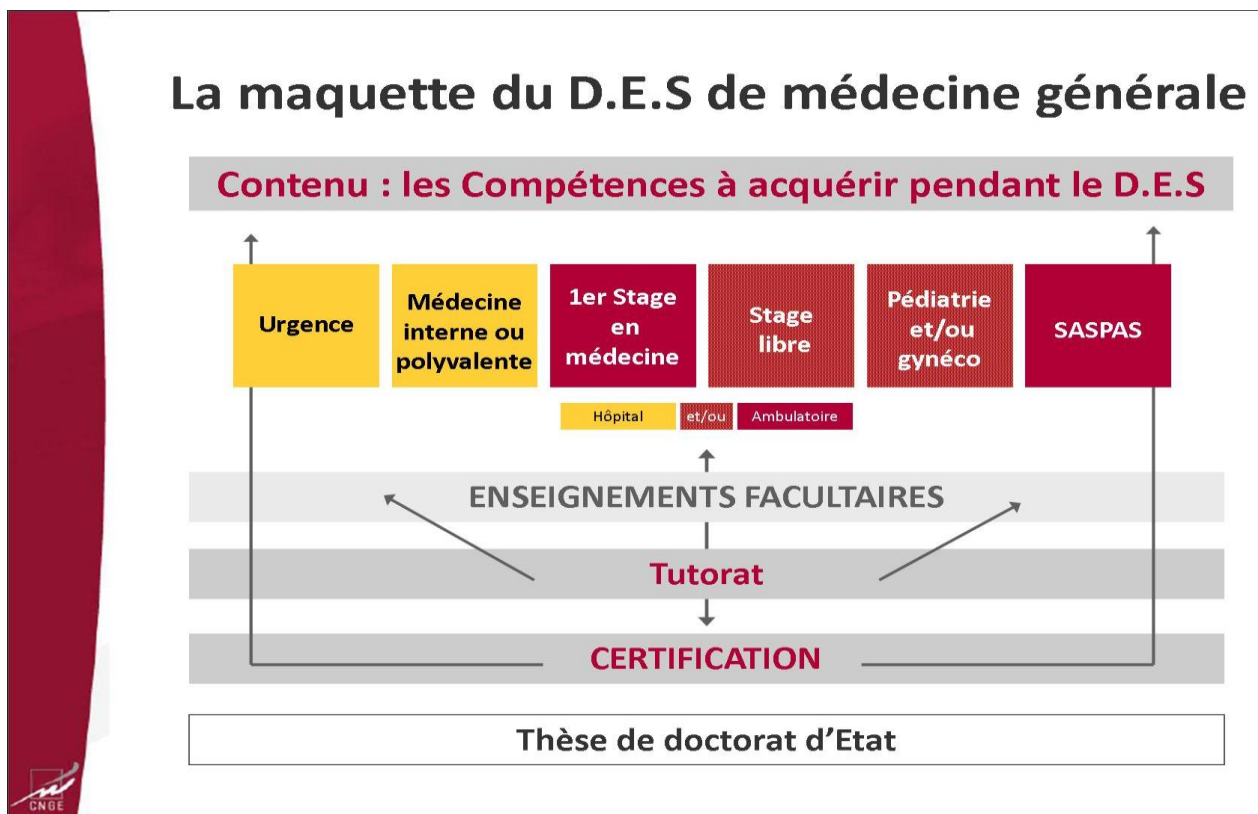 La maquette du D.E.S de médecine générale
Contenu : les Compétences à acquérir pendant le D.E.S
Urgence
Médecine
interne ou
polyvalente
1er Stage
en
médecine
Stage
libre
Pédiatrie
et/ou
gynéco
SASPAS
Hôpital
et/ou
Ambulatoire
ENSEIGNEMENTS FACULTAIRES
Tutorat
CERTIFICATION
Thèse de doctorat d'Etat
CNGE